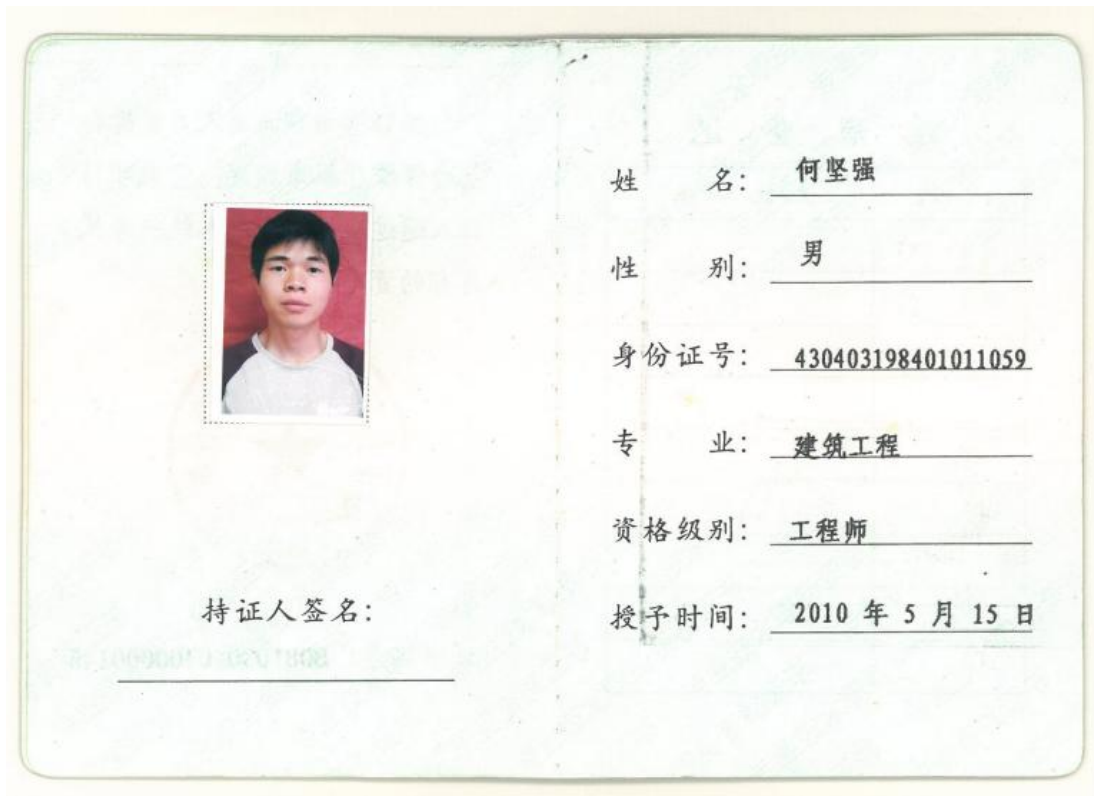 持证人签名：
姓 名： 何坚强
性 别： 男
身份证号： 430403198401011059
专 业： 建筑工程
资格级别： 工程师
授予时间： 2010 年 5 月 15 日